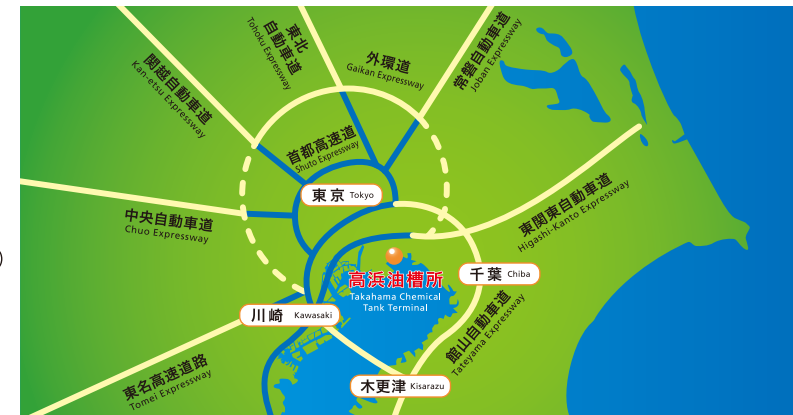 東北
自動車道
Tohoku Expressway
関越自動車道
Kan-etsu Expressway
外環道
Gaikan Expressway
常磐自動車道
Joban Expressway
首都高速道
Shuto Expressway
東京 Tokyo
中央自動車道
Chuo Expressway
東関東自動車道
Higashi-Kanto Expressway
高浜油槽所
Takahama Chemical
Tank Terminal
千葉 Chiba
川崎 Kawasaki
館山自動車道
Tateyama Expressway
東名高速道路
Tomei Expressway
木更津 Kisarazu
)